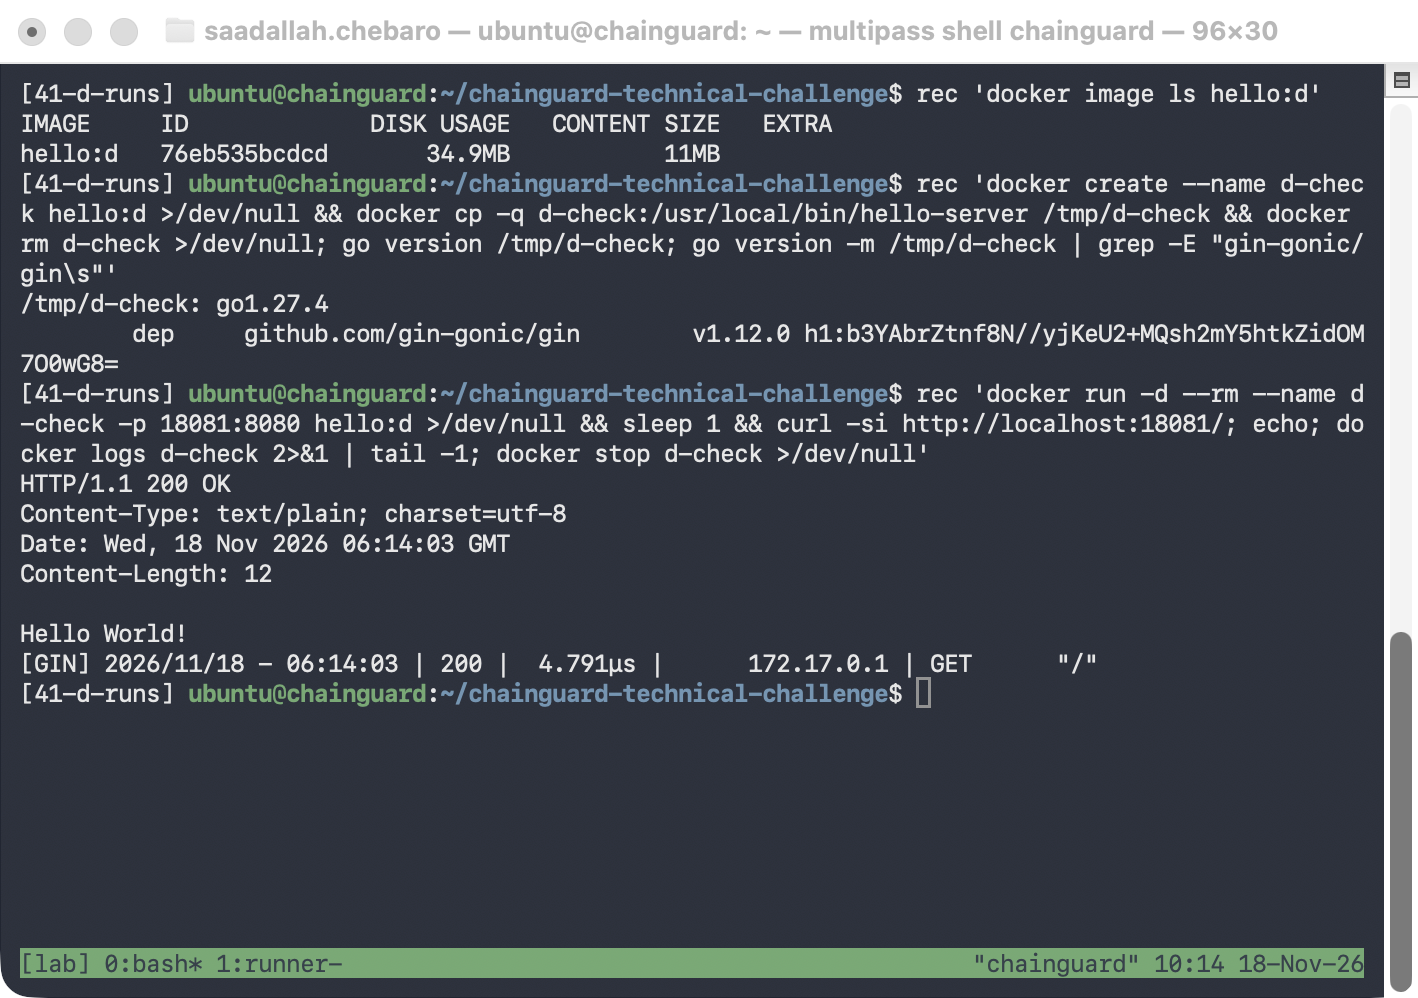 saadallah.chebaro — ubuntu@chainguard: ~ — multipass shell chainguard — 96×30
[41-d-runs] ubuntu@chainguard:~/chainguard-technical-challenge$ rec 'docker image ls hello:d'
IMAGE     ID             DISK USAGE   CONTENT SIZE   EXTRA
hello:d   76eb535bcdcd       34.9MB           11MB
[41-d-runs] ubuntu@chainguard:~/chainguard-technical-challenge$ rec 'docker create --name d-chec
k hello:d >/dev/null && docker cp -q d-check:/usr/local/bin/hello-server /tmp/d-check && docker
rm d-check >/dev/null; go version /tmp/d-check; go version -m /tmp/d-check | grep -E "gin-gonic/
gin\s"'
/tmp/d-check: go1.27.4
        dep     github.com/gin-gonic/gin        v1.12.0 h1:b3YAbrZtnf8N//yjKeU2+MQsh2mY5htkZidOM
7O0wG8=
[41-d-runs] ubuntu@chainguard:~/chainguard-technical-challenge$ rec 'docker run -d --rm --name d
-check -p 18081:8080 hello:d >/dev/null && sleep 1 && curl -si http://localhost:18081/; echo; do
cker logs d-check 2>&1 | tail -1; docker stop d-check >/dev/null'
HTTP/1.1 200 OK
Content-Type: text/plain; charset=utf-8
Date: Wed, 18 Nov 2026 06:14:03 GMT
Content-Length: 12

Hello World!
[GIN] 2026/11/18 - 06:14:03 | 200 |  4.791µs |      172.17.0.1 | GET      "/"
[41-d-runs] ubuntu@chainguard:~/chainguard-technical-challenge$
[lab] 0:bash* 1:runner-                                             "chainguard" 10:14 18-Nov-26